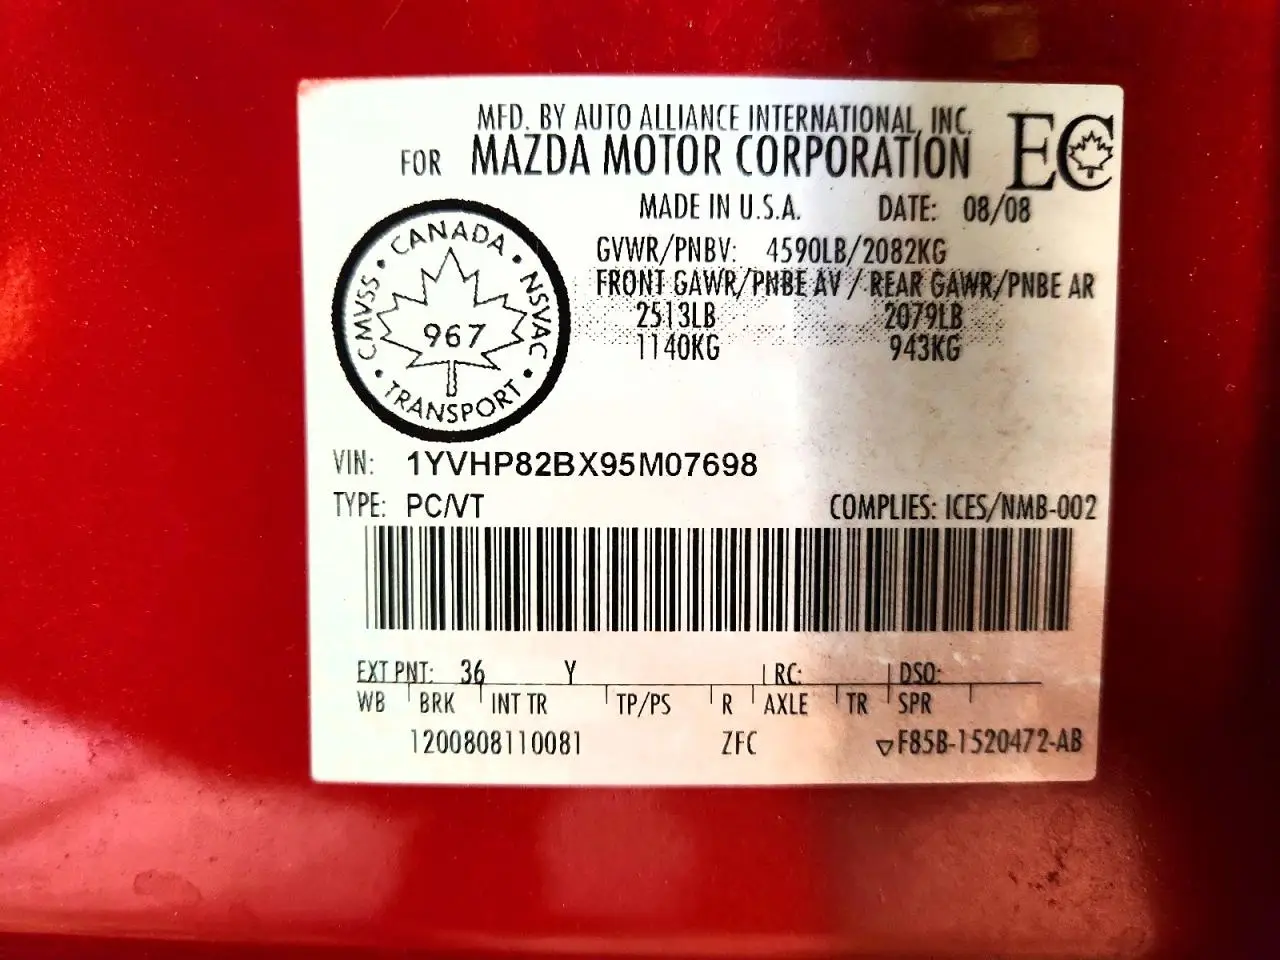 MFD. BY AUTO ALLIANCE INTERNATIONAL, INC.
FOR MAZDA MOTOR CORPORATION
EC
MADE IN U.S.A. DATE: 08/08
GVWR/PNBV: 4590LB/2082KG
FRONT GAWR/PNBE AV / REAR GAWR/PNBE AR
2513LB 2079LB
1140KG 943KG
CANADA • NSVAC • TRANSPORT • CMVSS •
967
VIN: 1YVHP82BX95M07698
TYPE: PC/VT COMPLIES: ICES/NMB-002
EXT PNT: 36 Y RC: DSO:
WB BRK INT TR TP/PS R AXLE TR SPR
1200808110081 ZFC ▽F85B-1520472-AB